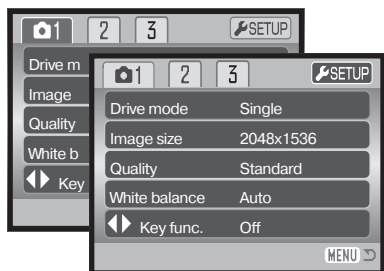 1 2 3 SETUP
Drive m
Image
Quality
White b
Key
1 2 3 SETUP
Drive mode Single
Image size 2048x1536
Quality Standard
White balance Auto
Key func. Off
MENU